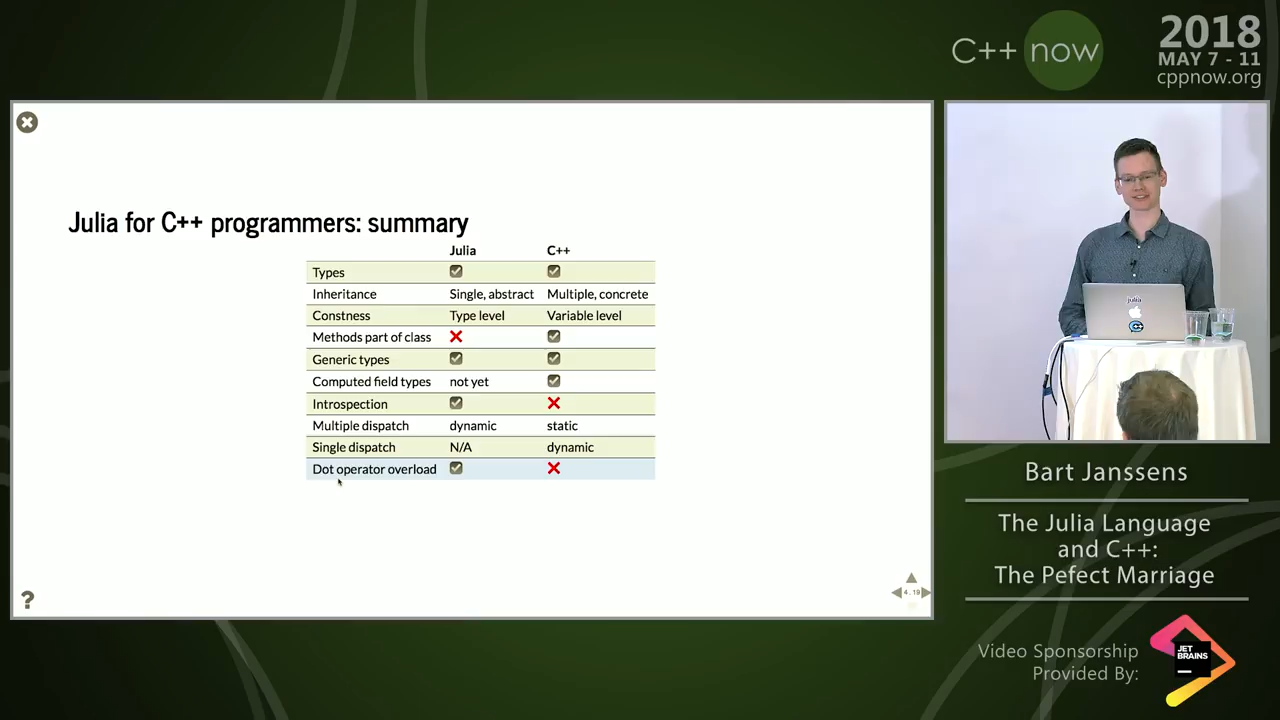 C++ now
2018
MAY 7 - 11
cppnow.org
Julia for C++ programmers: summary
Julia C++
Types
Inheritance Single, abstract Multiple, concrete
Constness Type level Variable level
Methods part of class
Generic types
Computed field types not yet
Introspection
Multiple dispatch dynamic static
Single dispatch N/A dynamic
Dot operator overload
?
4.19
julia
Bart Janssens
The Julia Language
and C++:
The Pefect Marriage
Video Sponsorship
Provided By:
JET
BRAINS